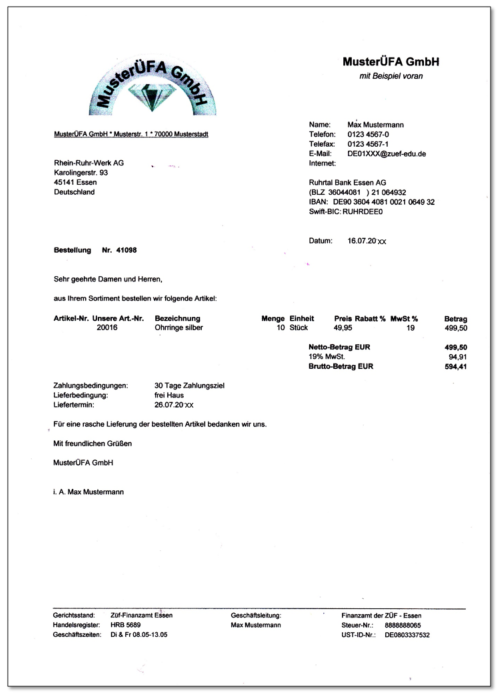 MusterÜFA GmbH
MusterÜFA GmbH
mit Beispiel voran
MusterÜFA GmbH * Musterstr. 1 * 70000 Musterstadt
Name: Max Mustermann
Telefon: 0123 4567-0
Telefax: 0123 4567-1
E-Mail: DE01XXX@zuef-edu.de
Internet:
Rhein-Ruhr-Werk AG
Karolingerstr. 93
45141 Essen
Deutschland
Ruhrtal Bank Essen AG
(BLZ 36044081 ) 21 064932
IBAN: DE90 3604 4081 0021 0649 32
Swift-BIC: RUHRDEE0
Datum: 16.07.20 xx
Bestellung Nr. 41098
Sehr geehrte Damen und Herren,
aus Ihrem Sortiment bestellen wir folgende Artikel:
Artikel-Nr. Unsere Art.-Nr. Bezeichnung Menge Einheit Preis Rabatt % MwSt % Betrag
20016 Ohrringe silber 10 Stück 49,95 19 499,50
Netto-Betrag EUR 499,50
19% MwSt. 94,91
Brutto-Betrag EUR 594,41
Zahlungsbedingungen: 30 Tage Zahlungsziel
Lieferbedingung: frei Haus
Liefertermin: 26.07.20 xx
Für eine rasche Lieferung der bestellten Artikel bedanken wir uns.
Mit freundlichen Grüßen
MusterÜFA GmbH
i. A. Max Mustermann
Gerichtsstand: Züf-Finanzamt Essen Geschäftsleitung: Finanzamt der ZÜF - Essen
Handelsregister: HRB 5689 Max Mustermann Steuer-Nr.: 8888888065
Geschäftszeiten: Di & Fr 08.05-13.05 UST-ID-Nr.: DE0803337532